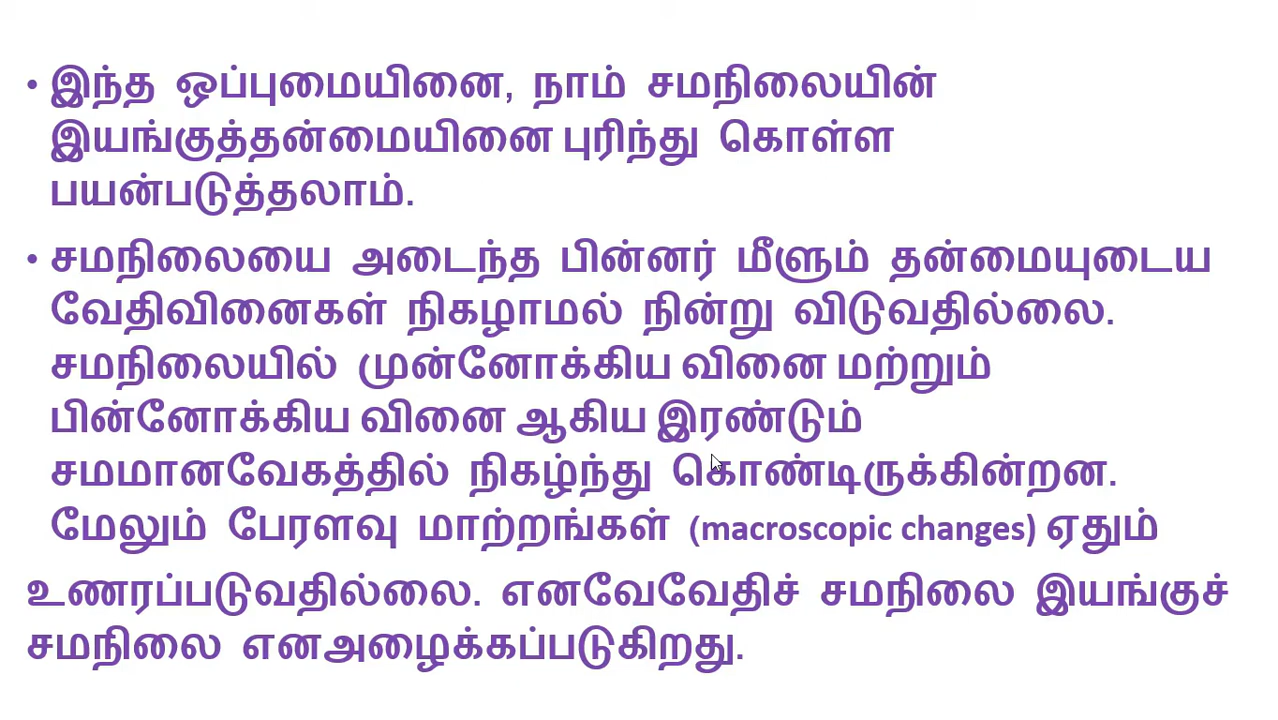 • இந்த ஒப்புமையினை, நாம் சமநிலையின்
இயங்குத்தன்மையினை புரிந்து கொள்ள
பயன்படுத்தலாம்.
• சமநிலையை அடைந்த பின்னர் மீளும் தன்மையுடைய
வேதிவினைகள் நிகழாமல் நின்று விடுவதில்லை.
சமநிலையில் முன்னோக்கிய வினை மற்றும்
பின்னோக்கிய வினை ஆகிய இரண்டும்
சமமானவேகத்தில் நிகழ்ந்து கொண்டிருக்கின்றன.
மேலும் பேரளவு மாற்றங்கள் (macroscopic changes) ஏதும்
உணரப்படுவதில்லை. எனவேவேதிச் சமநிலை இயங்குச்
சமநிலை எனஅழைக்கப்படுகிறது.